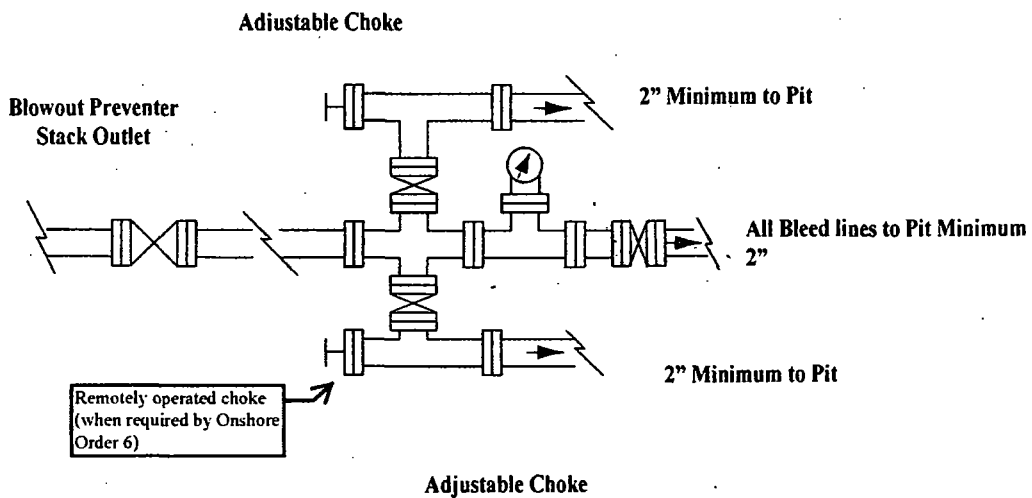 Adjustable Choke
Blowout Preventer
Stack Outlet
2" Minimum to Pit
All Bleed lines to Pit Minimum
2"
2" Minimum to Pit
Remotely operated choke
(when required by Onshore
Order 6)
Adjustable Choke